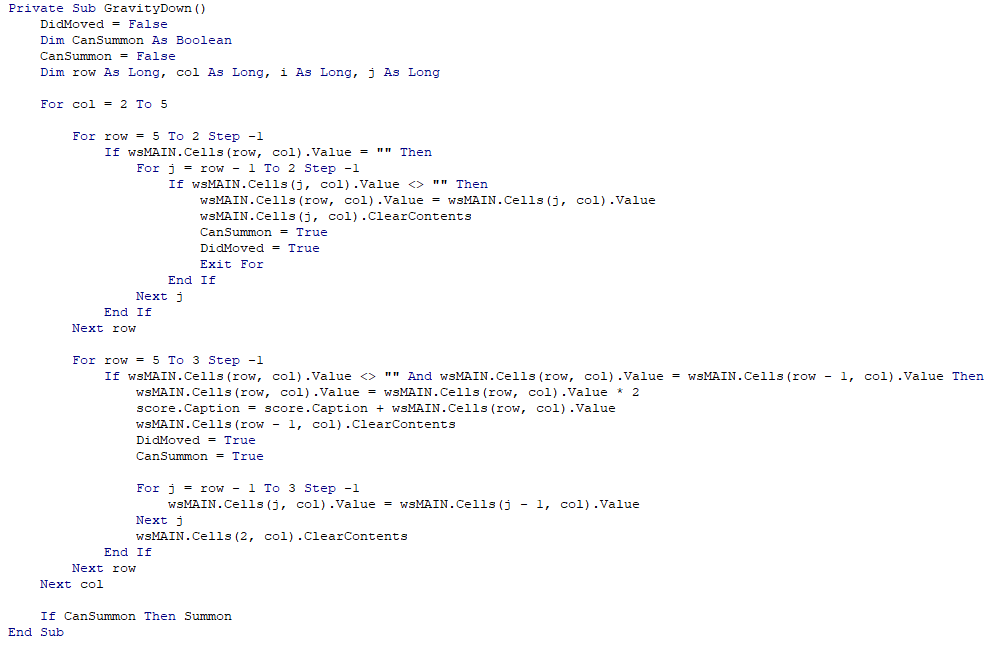 Private Sub GravityDown()
    DidMoved = False
    Dim CanSummon As Boolean
    CanSummon = False
    Dim row As Long, col As Long, i As Long, j As Long

    For col = 2 To 5

        For row = 5 To 2 Step -1
            If wsMAIN.Cells(row, col).Value = "" Then
                For j = row - 1 To 2 Step -1
                    If wsMAIN.Cells(j, col).Value <> "" Then
                        wsMAIN.Cells(row, col).Value = wsMAIN.Cells(j, col).Value
                        wsMAIN.Cells(j, col).ClearContents
                        CanSummon = True
                        DidMoved = True
                        Exit For
                    End If
                Next j
            End If
        Next row

        For row = 5 To 3 Step -1
            If wsMAIN.Cells(row, col).Value <> "" And wsMAIN.Cells(row, col).Value = wsMAIN.Cells(row - 1, col).Value Then
                wsMAIN.Cells(row, col).Value = wsMAIN.Cells(row, col).Value * 2
                score.Caption = score.Caption + wsMAIN.Cells(row, col).Value
                wsMAIN.Cells(row - 1, col).ClearContents
                DidMoved = True
                CanSummon = True

                For j = row - 1 To 3 Step -1
                    wsMAIN.Cells(j, col).Value = wsMAIN.Cells(j - 1, col).Value
                Next j
                wsMAIN.Cells(2, col).ClearContents
            End If
        Next row
    Next col

    If CanSummon Then Summon
End Sub